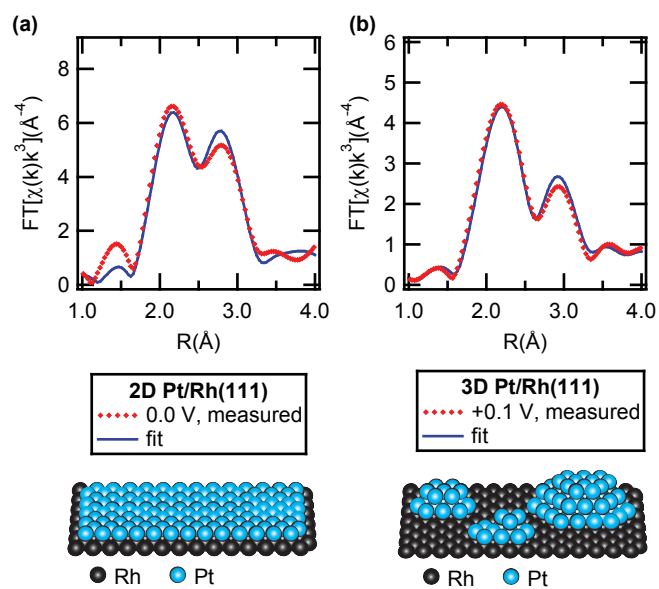 (a)
8
6
4
2
0
1.0 2.0 3.0 4.0
FT[χ(k)k³](Å⁻⁴)
R(Å)
2D Pt/Rh(111)
0.0 V, measured
fit
Rh Pt
(b)
6
5
4
3
2
1
0
1.0 2.0 3.0 4.0
FT[χ(k)k³](Å⁻⁴)
R(Å)
3D Pt/Rh(111)
+0.1 V, measured
fit
Rh Pt